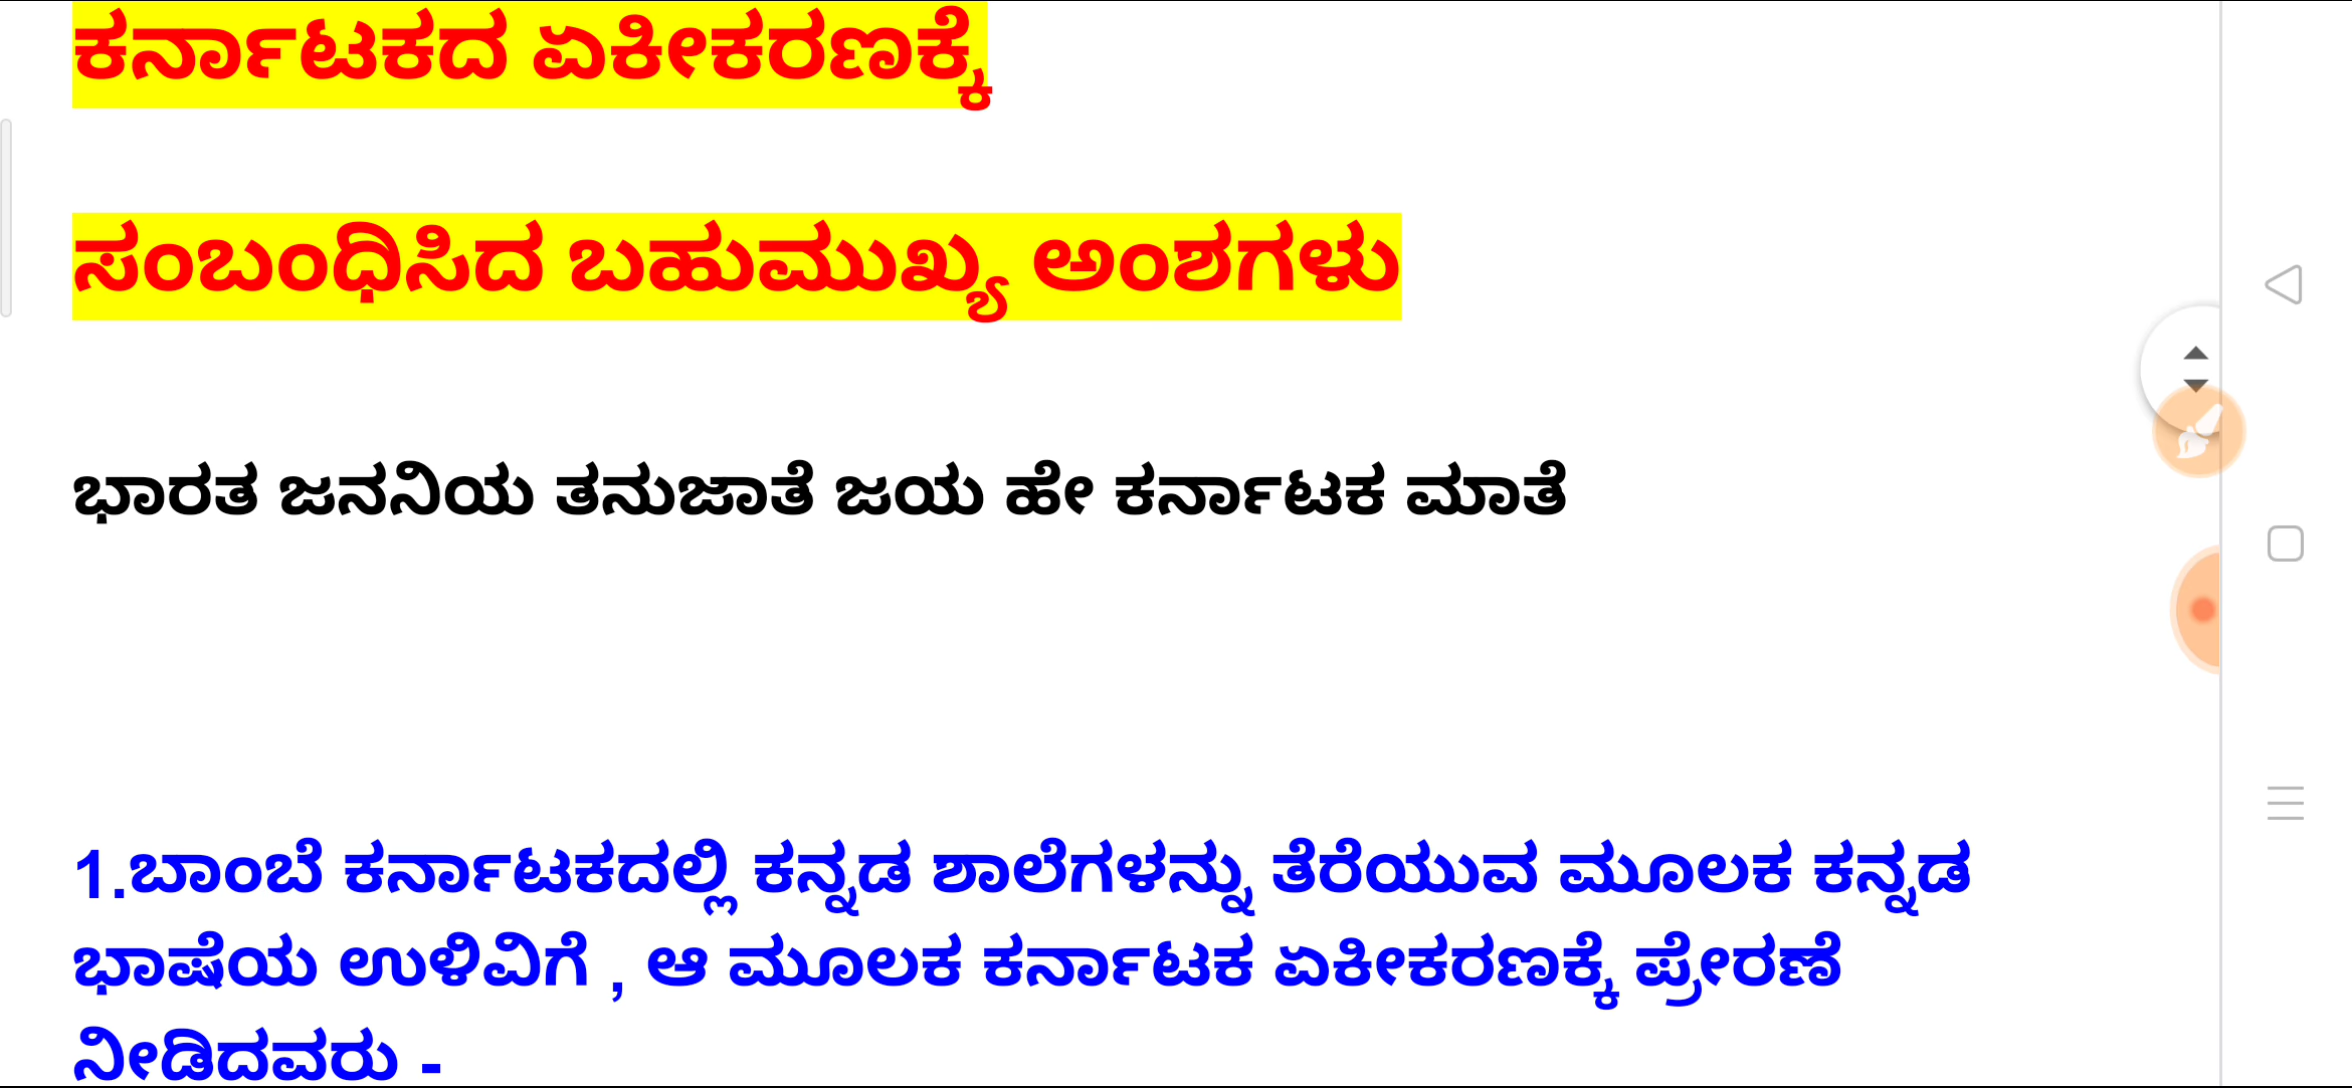 ಕರ್ನಾಟಕದ ಏಕೀಕರಣಕ್ಕೆ
ಸಂಬಂಧಿಸಿದ ಬಹುಮುಖ್ಯ ಅಂಶಗಳು
ಭಾರತ ಜನನಿಯ ತನುಜಾತೆ ಜಯ ಹೇ ಕರ್ನಾಟಕ ಮಾತೆ
1.ಬಾಂಬೆ ಕರ್ನಾಟಕದಲ್ಲಿ ಕನ್ನಡ ಶಾಲೆಗಳನ್ನು ತೆರೆಯುವ ಮೂಲಕ ಕನ್ನಡ
ಭಾಷೆಯ ಉಳಿವಿಗೆ , ಆ ಮೂಲಕ ಕರ್ನಾಟಕ ಏಕೀಕರಣಕ್ಕೆ ಪ್ರೇರಣೆ
ನೀಡಿದವರು -